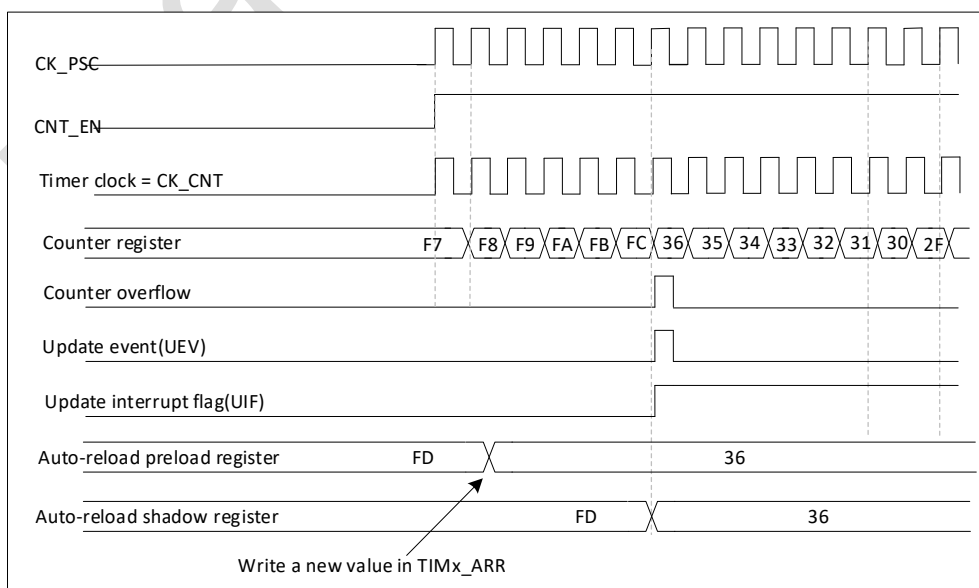 CK_PSC
CNT_EN
Timer clock = CK_CNT
Counter register F7 F8 F9 FA FB FC 36 35 34 33 32 31 30 2F
Counter overflow
Update event(UEV)
Update interrupt flag(UIF)
Auto-reload preload register FD 36
Auto-reload shadow register FD 36
Write a new value in TIMx_ARR